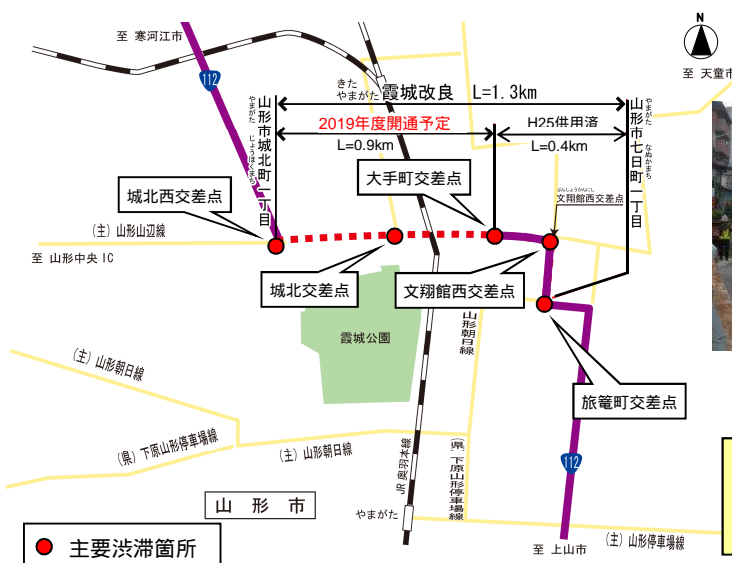 至 寒河江市
N
至 天童市
112
きた
やまがた
霞城改良 L=1.3km
2019年度開通予定
L=0.9km
H25供用済
L=0.4km
やまがた じょうほくまち
山形市城北町一丁目
やまがた なぬかまち
山形市七日町一丁目
大手町交差点
城北西交差点
ぶんしょうかんにし
文翔館西交差点
(主) 山形山辺線
至 山形中央 IC
城北交差点
文翔館西交差点
霞城公園
山形朝日線
(主) 山形朝日線
旅篭町交差点
(県) 下原山形停車場線
(主) 山形朝日線
JR 奥羽本線
(県) 下原山形停車場線
112
山形市
やまがた
主要渋滞箇所
至 上山市
(主) 山形停車場線